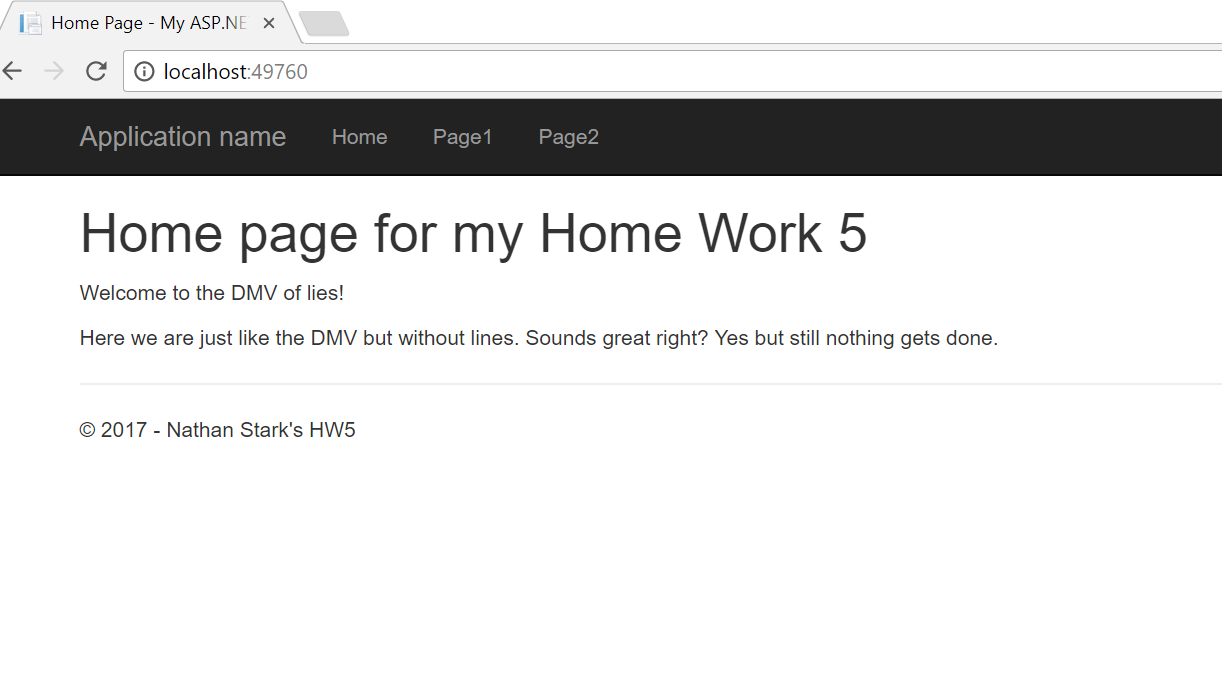 Home Page - My ASP.NE
localhost:49760
Application name Home Page1 Page2
Home page for my Home Work 5
Welcome to the DMV of lies!
Here we are just like the DMV but without lines. Sounds great right? Yes but still nothing gets done.
© 2017 - Nathan Stark's HW5